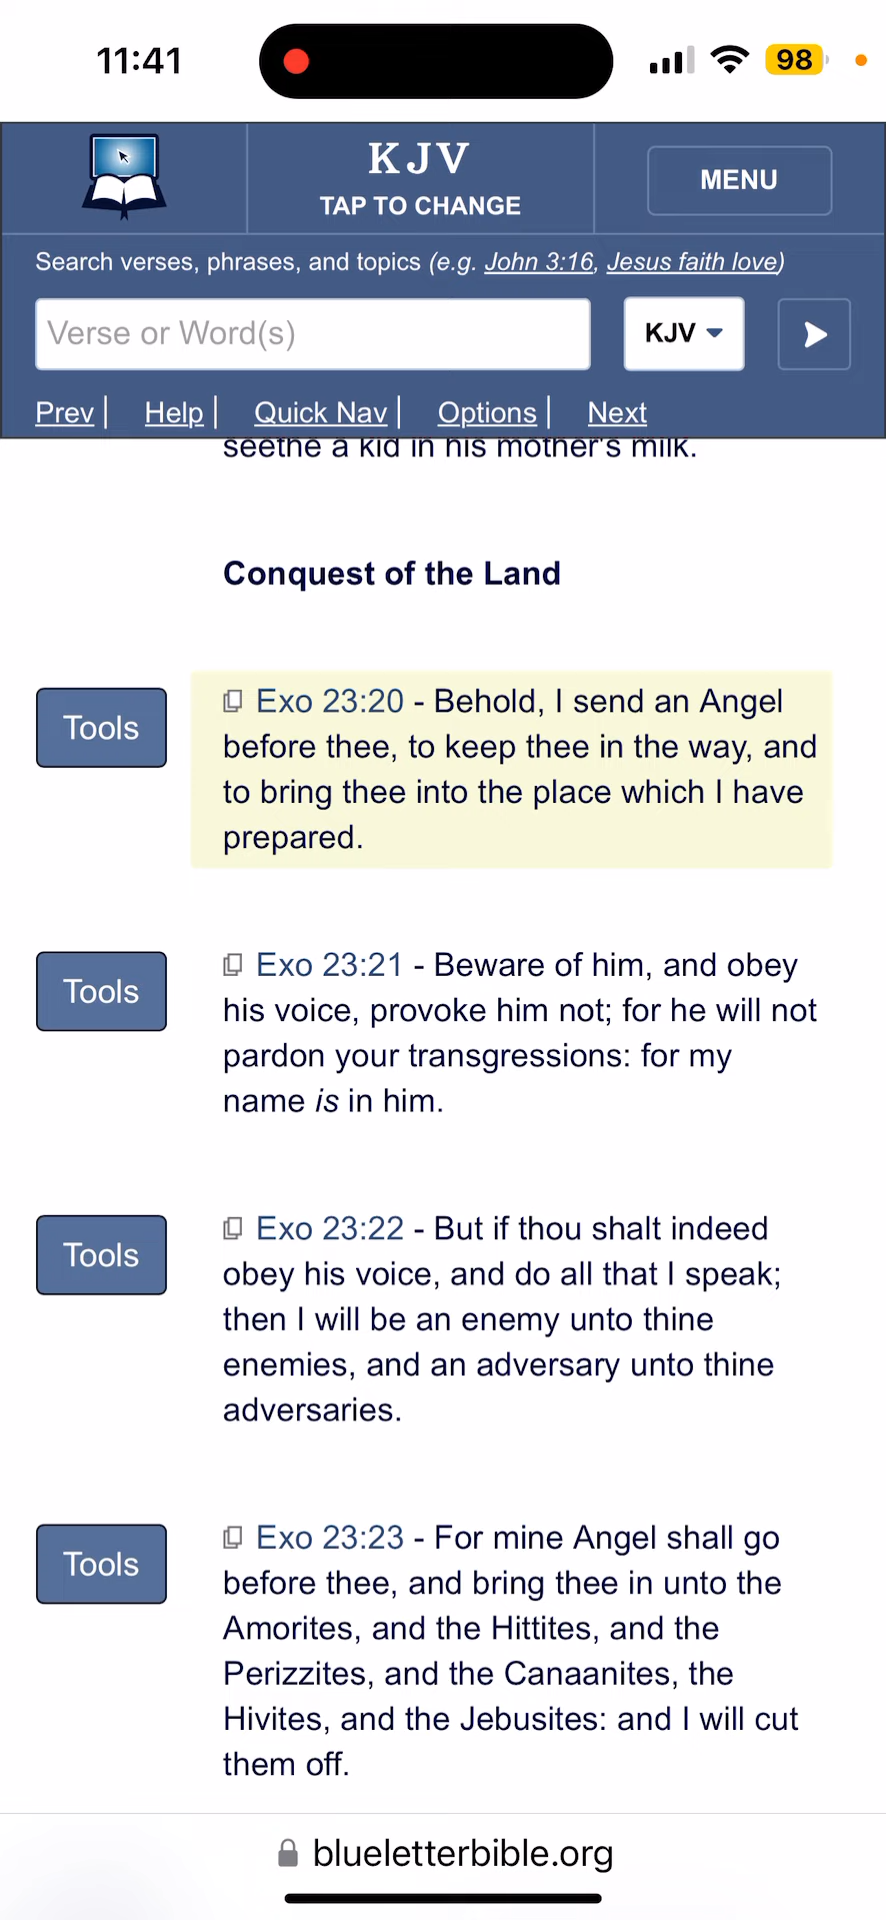 11:41
98
KJV
TAP TO CHANGE
MENU
Search verses, phrases, and topics (e.g. John 3:16, Jesus faith love)
Verse or Word(s)
KJV
Prev | Help | Quick Nav | Options | Next
seethe a kid in his mother's milk.
Conquest of the Land
Tools
Exo 23:20 - Behold, I send an Angel
before thee, to keep thee in the way, and
to bring thee into the place which I have
prepared.
Tools
Exo 23:21 - Beware of him, and obey
his voice, provoke him not; for he will not
pardon your transgressions: for my
name is in him.
Tools
Exo 23:22 - But if thou shalt indeed
obey his voice, and do all that I speak;
then I will be an enemy unto thine
enemies, and an adversary unto thine
adversaries.
Tools
Exo 23:23 - For mine Angel shall go
before thee, and bring thee in unto the
Amorites, and the Hittites, and the
Perizzites, and the Canaanites, the
Hivites, and the Jebusites: and I will cut
them off.
blueletterbible.org